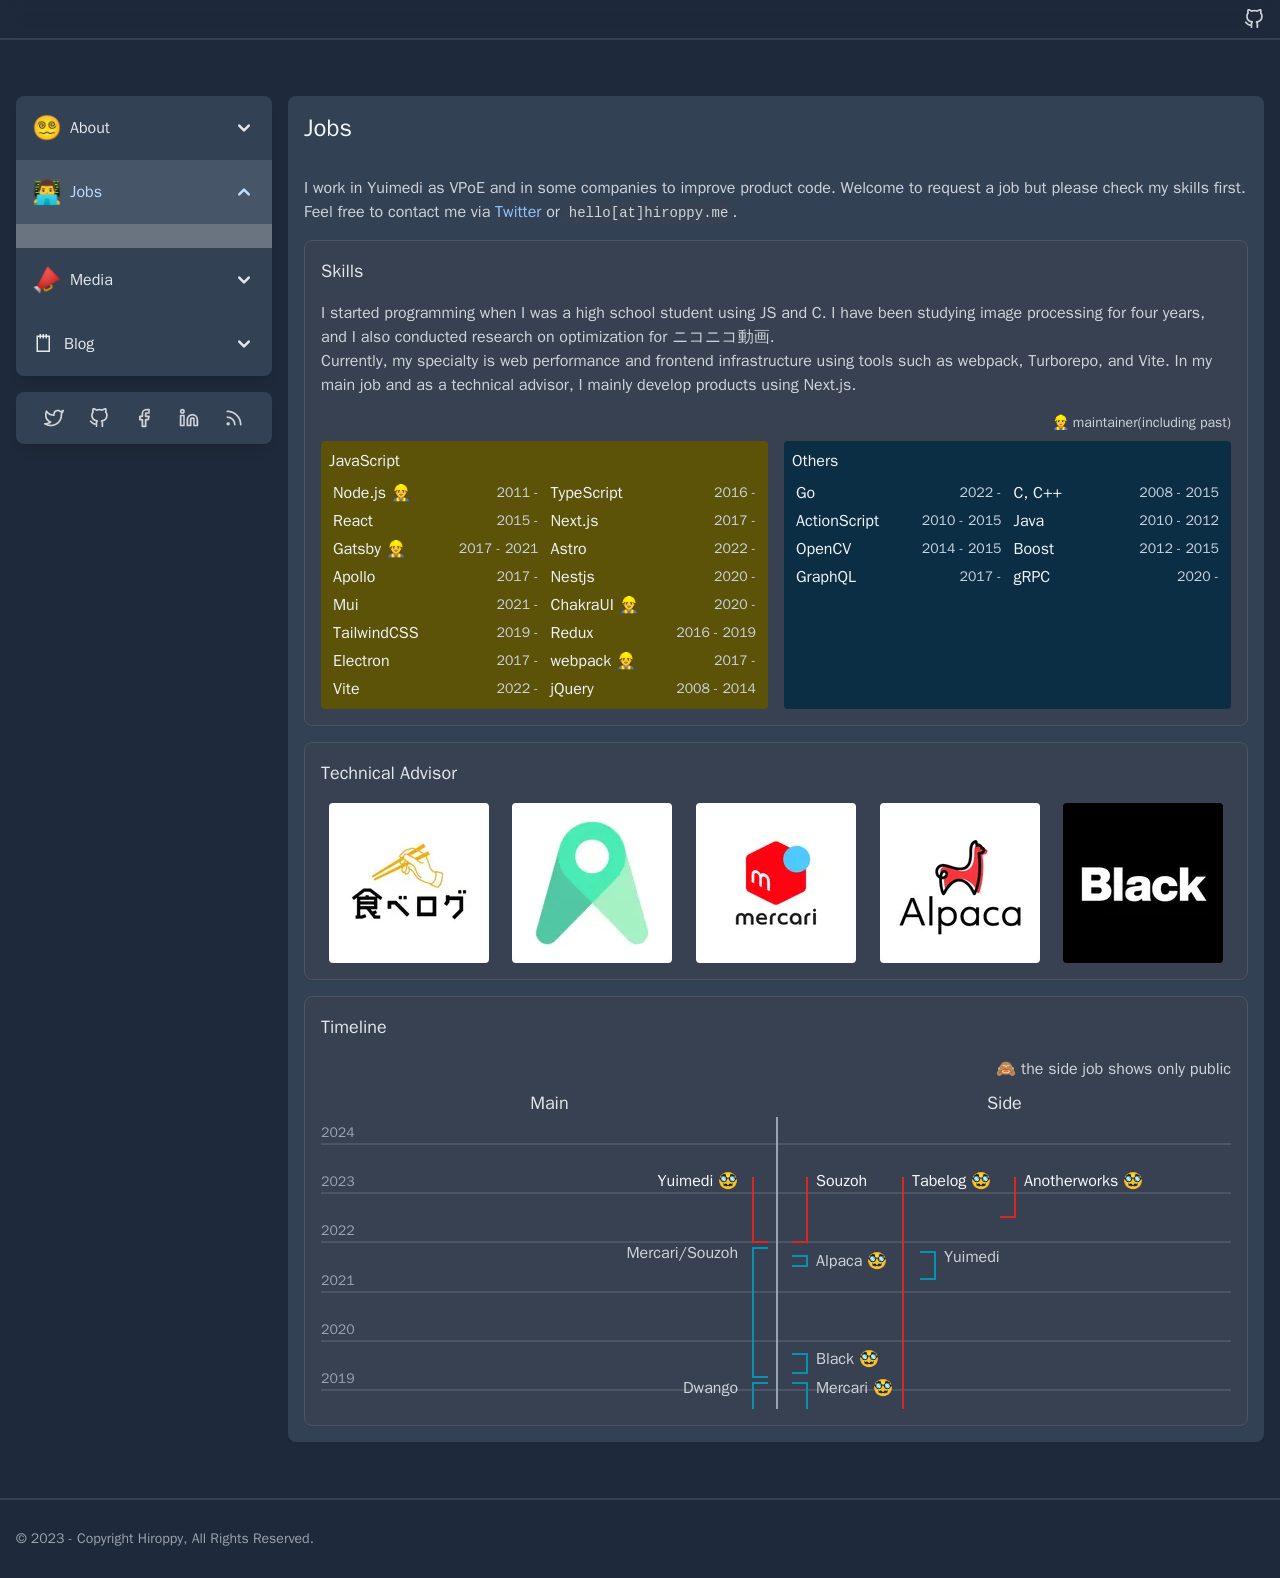 About
Jobs
Media
Blog
Jobs
I work in Yuimedi as VPoE and in some companies to improve product code. Welcome to request a job but please check my skills first.
Feel free to contact me via Twitter or hello[at]hiroppy.me .
Skills
I started programming when I was a high school student using JS and C. I have been studying image processing for four years,
and I also conducted research on optimization for ニコニコ動画.
Currently, my specialty is web performance and frontend infrastructure using tools such as webpack, Turborepo, and Vite. In my
main job and as a technical advisor, I mainly develop products using Next.js.
👷 maintainer(including past)
JavaScript
Node.js 👷 2011 - TypeScript 2016 -
React 2015 - Next.js 2017 -
Gatsby 👷 2017 - 2021 Astro 2022 -
Apollo 2017 - Nestjs 2020 -
Mui 2021 - ChakraUI 👷 2020 -
TailwindCSS 2019 - Redux 2016 - 2019
Electron 2017 - webpack 👷 2017 -
Vite 2022 - jQuery 2008 - 2014
Others
Go 2022 - C, C++ 2008 - 2015
ActionScript 2010 - 2015 Java 2010 - 2012
OpenCV 2014 - 2015 Boost 2012 - 2015
GraphQL 2017 - gRPC 2020 -
Technical Advisor
食べログ
m
mercari
Alpaca
Black
Timeline
🙈 the side job shows only public
Main Side
2024
2023 Yuimedi 🥸 Souzoh Tabelog 🥸 Anotherworks 🥸
2022
Mercari/Souzoh Alpaca 🥸 Yuimedi
2021
2020
Black 🥸
2019
Dwango Mercari 🥸
© 2023 - Copyright Hiroppy, All Rights Reserved.